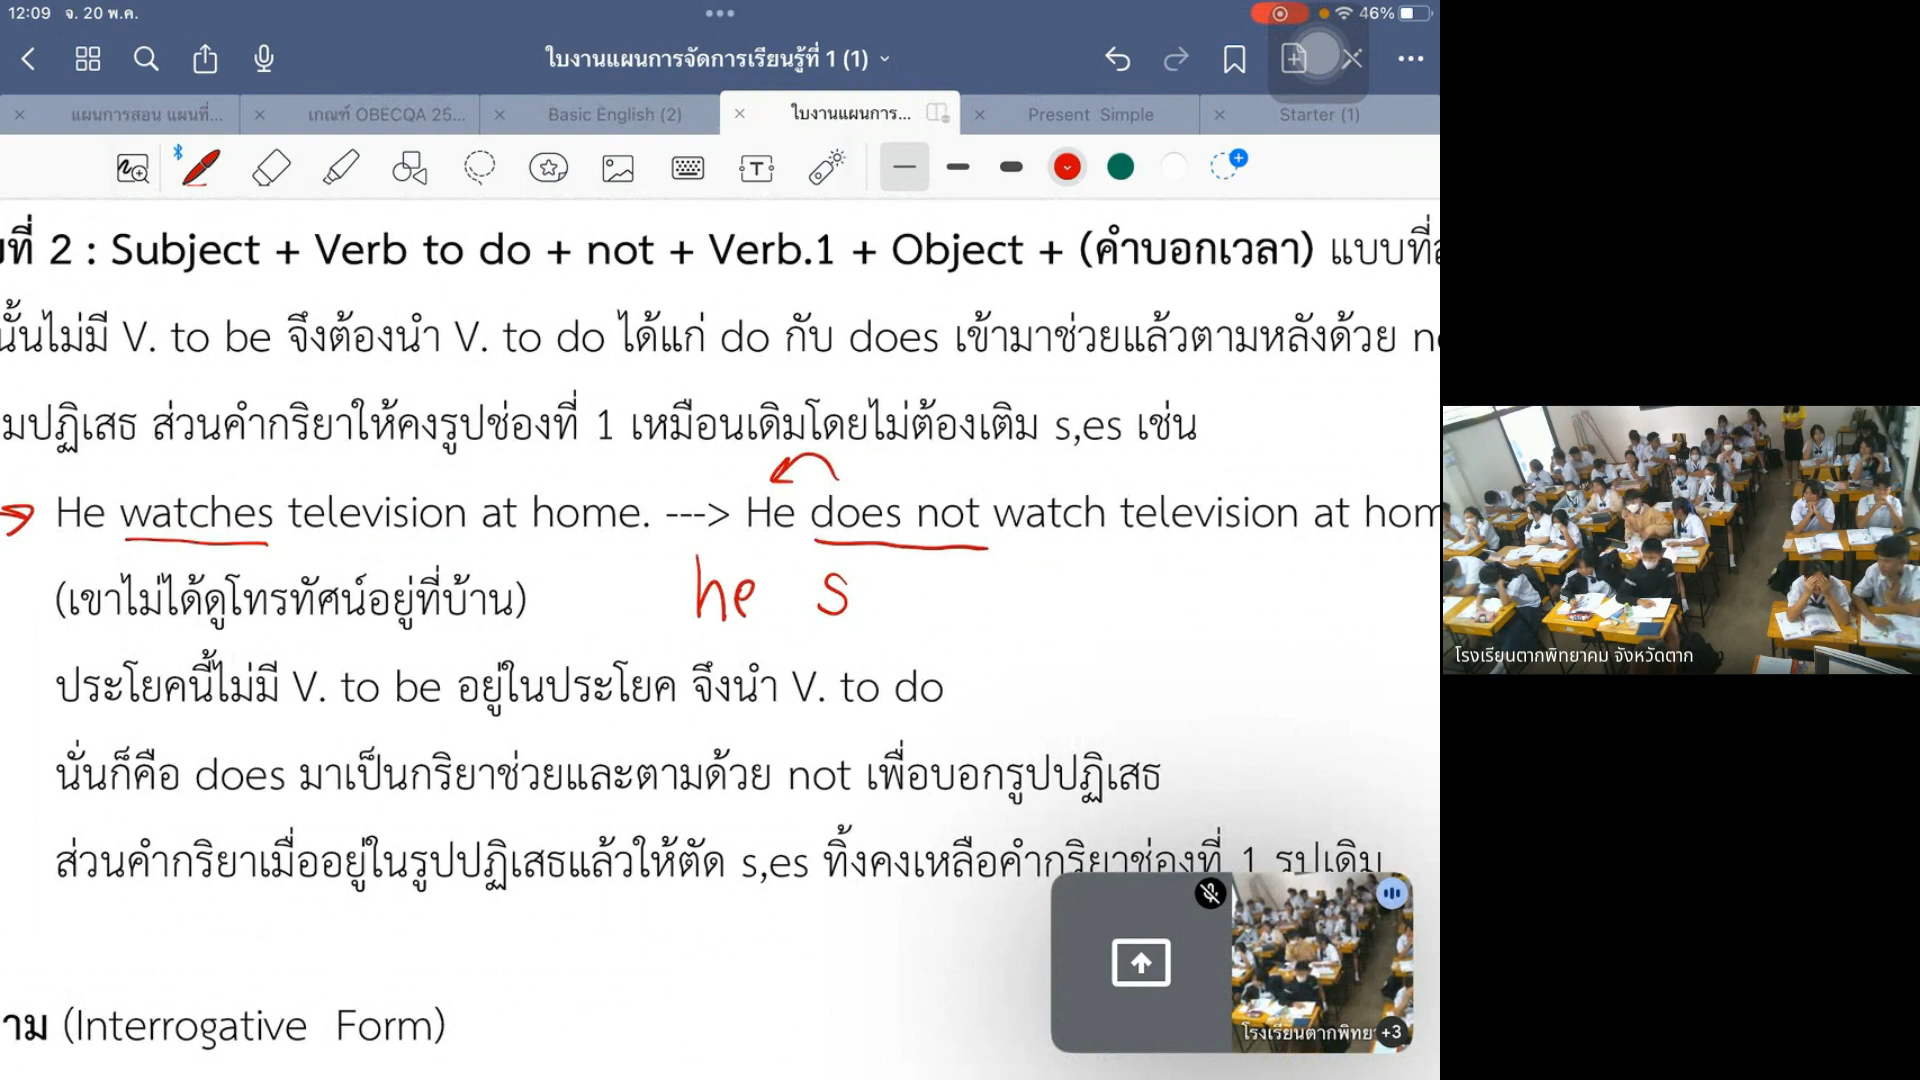 12:09 จ. 20 พ.ค.
46%
ใบงานแผนการจัดการเรียนรู้ที่ 1 (1)
แผนการสอน แผนที่...
เกณฑ์ OBECQA 25...
Basic English (2)
ใบงานแผนการ...
Present Simple
Starter (1)
ที่ 2 : Subject + Verb to do + not + Verb.1 + Object + (คำบอกเวลา) แบบที่
นั้นไม่มี V. to be จึงต้องนำ V. to do ได้แก่ do กับ does เข้ามาช่วยแล้วตามหลังด้วย
มปฏิเสธ ส่วนคำกริยาให้คงรูปช่องที่ 1 เหมือนเดิมโดยไม่ต้องเติม s,es เช่น
He watches television at home. ---> He does not watch television at hom
he s
(เขาไม่ได้ดูโทรทัศน์อยู่ที่บ้าน)
ประโยคนี้ไม่มี V. to be อยู่ในประโยค จึงนำ V. to do
นั่นก็คือ does มาเป็นกริยาช่วยและตามด้วย not เพื่อบอกรูปปฏิเสธ
ส่วนคำกริยาเมื่ออยู่ในรูปปฏิเสธแล้วให้ตัด s,es ทิ้งคงเหลือคำกริยาช่องที่ 1 รูปเดิม
าม (Interrogative Form)
โรงเรียนตากพิทย
+3
โรงเรียนตากพิทยาคม จังหวัดตาก